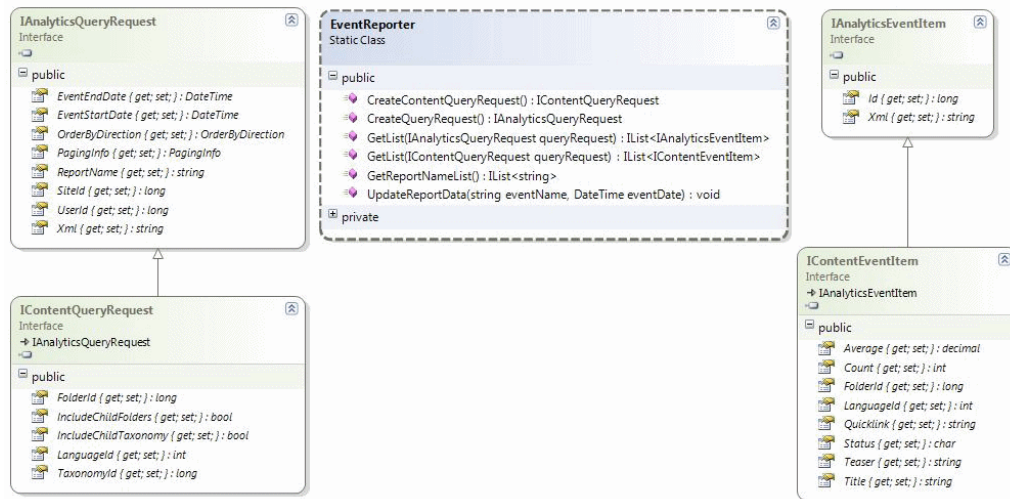 IAnalyticsQueryRequest
Interface
public
EventEndDate { get; set; } : DateTime
EventStartDate { get; set; } : DateTime
OrderByDirection { get; set; } : OrderByDirection
PagingInfo { get; set; } : PagingInfo
ReportName { get; set; } : string
SiteId { get; set; } : long
UserId { get; set; } : long
Xml { get; set; } : string
IContentQueryRequest
Interface
IAnalyticsQueryRequest
public
FolderId { get; set; } : long
IncludeChildFolders { get; set; } : bool
IncludeChildTaxonomy { get; set; } : bool
LanguageId { get; set; } : int
TaxonomyId { get; set; } : long
EventReporter
Static Class
public
CreateContentQueryRequest() : IContentQueryRequest
CreateQueryRequest() : IAnalyticsQueryRequest
GetList(IAnalyticsQueryRequest queryRequest) : IList<IAnalyticsEventItem>
GetList(IContentQueryRequest queryRequest) : IList<IContentEventItem>
GetReportNameList() : IList<string>
UpdateReportData(string eventName, DateTime eventDate) : void
private
IAnalyticsEventItem
Interface
public
Id { get; set; } : long
Xml { get; set; } : string
IContentEventItem
Interface
IAnalyticsEventItem
public
Average { get; set; } : decimal
Count { get; set; } : int
FolderId { get; set; } : long
LanguageId { get; set; } : int
Quicklink { get; set; } : string
Status { get; set; } : char
Teaser { get; set; } : string
Title { get; set; } : string